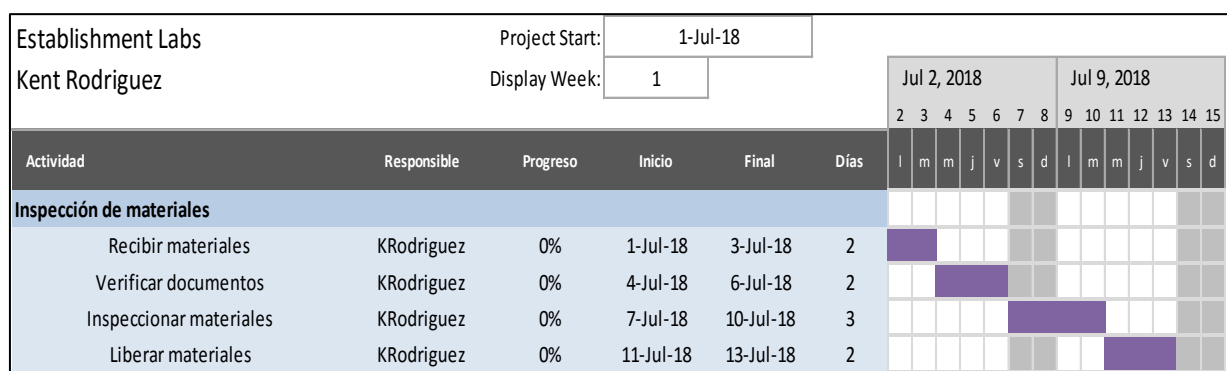 Establishment Labs Project Start: 1-Jul-18
Kent Rodriguez Display Week: 1 Jul 2, 2018 Jul 9, 2018
2 3 4 5 6 7 8 9 10 11 12 13 14 15
Actividad Responsible Progreso Inicio Final Días l m m j v s d l m m j v s d
Inspección de materiales
Recibir materiales KRodriguez 0% 1-Jul-18 3-Jul-18 2
Verificar documentos KRodriguez 0% 4-Jul-18 6-Jul-18 2
Inspeccionar materiales KRodriguez 0% 7-Jul-18 10-Jul-18 3
Liberar materiales KRodriguez 0% 11-Jul-18 13-Jul-18 2